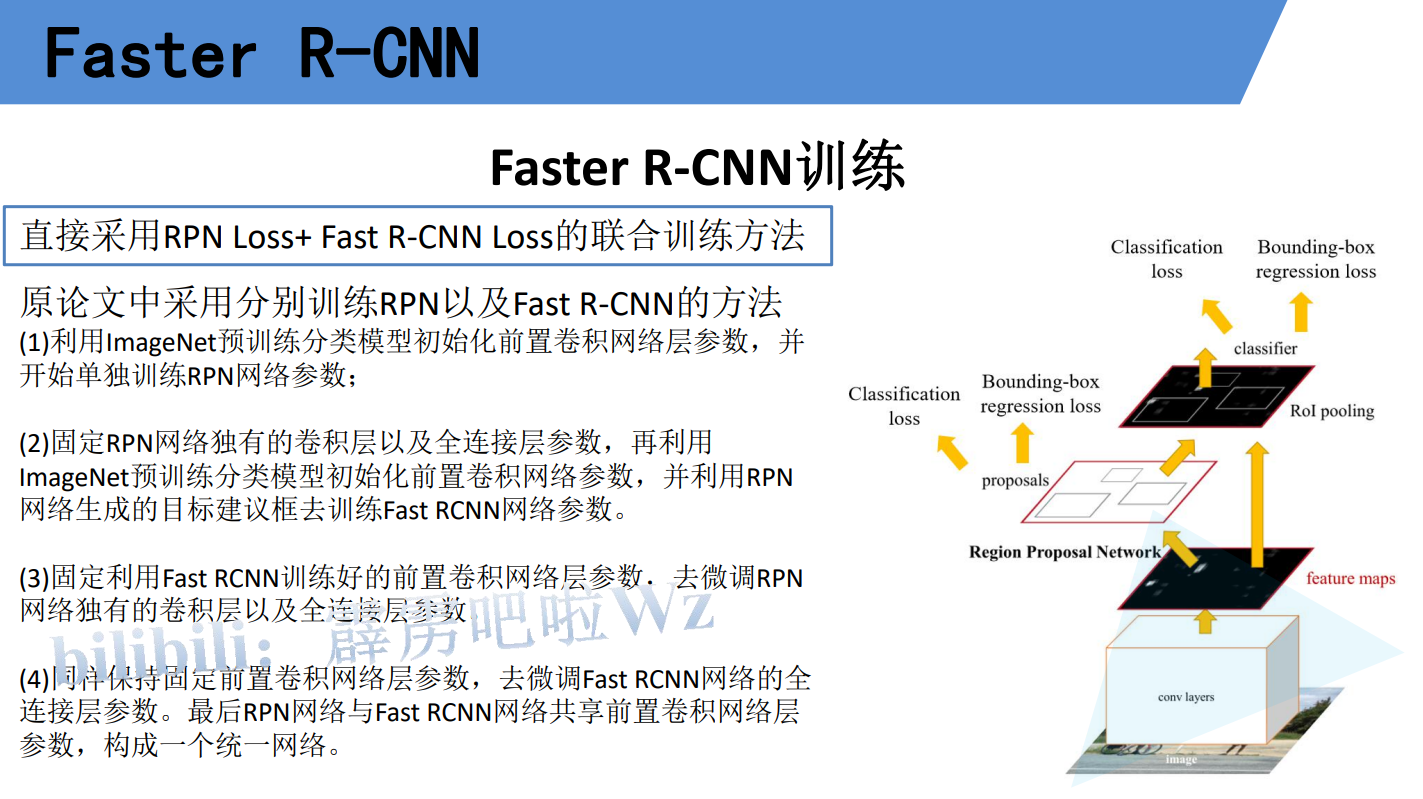 Faster R-CNN
Faster R-CNN训练
直接采用RPN Loss+ Fast R-CNN Loss的联合训练方法
原论文中采用分别训练RPN以及Fast R-CNN的方法
(1)利用ImageNet预训练分类模型初始化前置卷积网络层参数，并
开始单独训练RPN网络参数；
(2)固定RPN网络独有的卷积层以及全连接层参数，再利用
ImageNet预训练分类模型初始化前置卷积网络参数，并利用RPN
网络生成的目标建议框去训练Fast RCNN网络参数。
(3)固定利用Fast RCNN训练好的前置卷积网络层参数，去微调RPN
网络独有的卷积层以及全连接层参数
(4)同样保持固定前置卷积网络层参数，去微调Fast RCNN网络的全
连接层参数。最后RPN网络与Fast RCNN网络共享前置卷积网络层
参数，构成一个统一网络。
bilibili：霹雳吧啦Wz
Classification
loss
Bounding-box
regression loss
classifier
Classification
loss
Bounding-box
regression loss
RoI pooling
proposals
Region Proposal Network
feature maps
conv layers
image